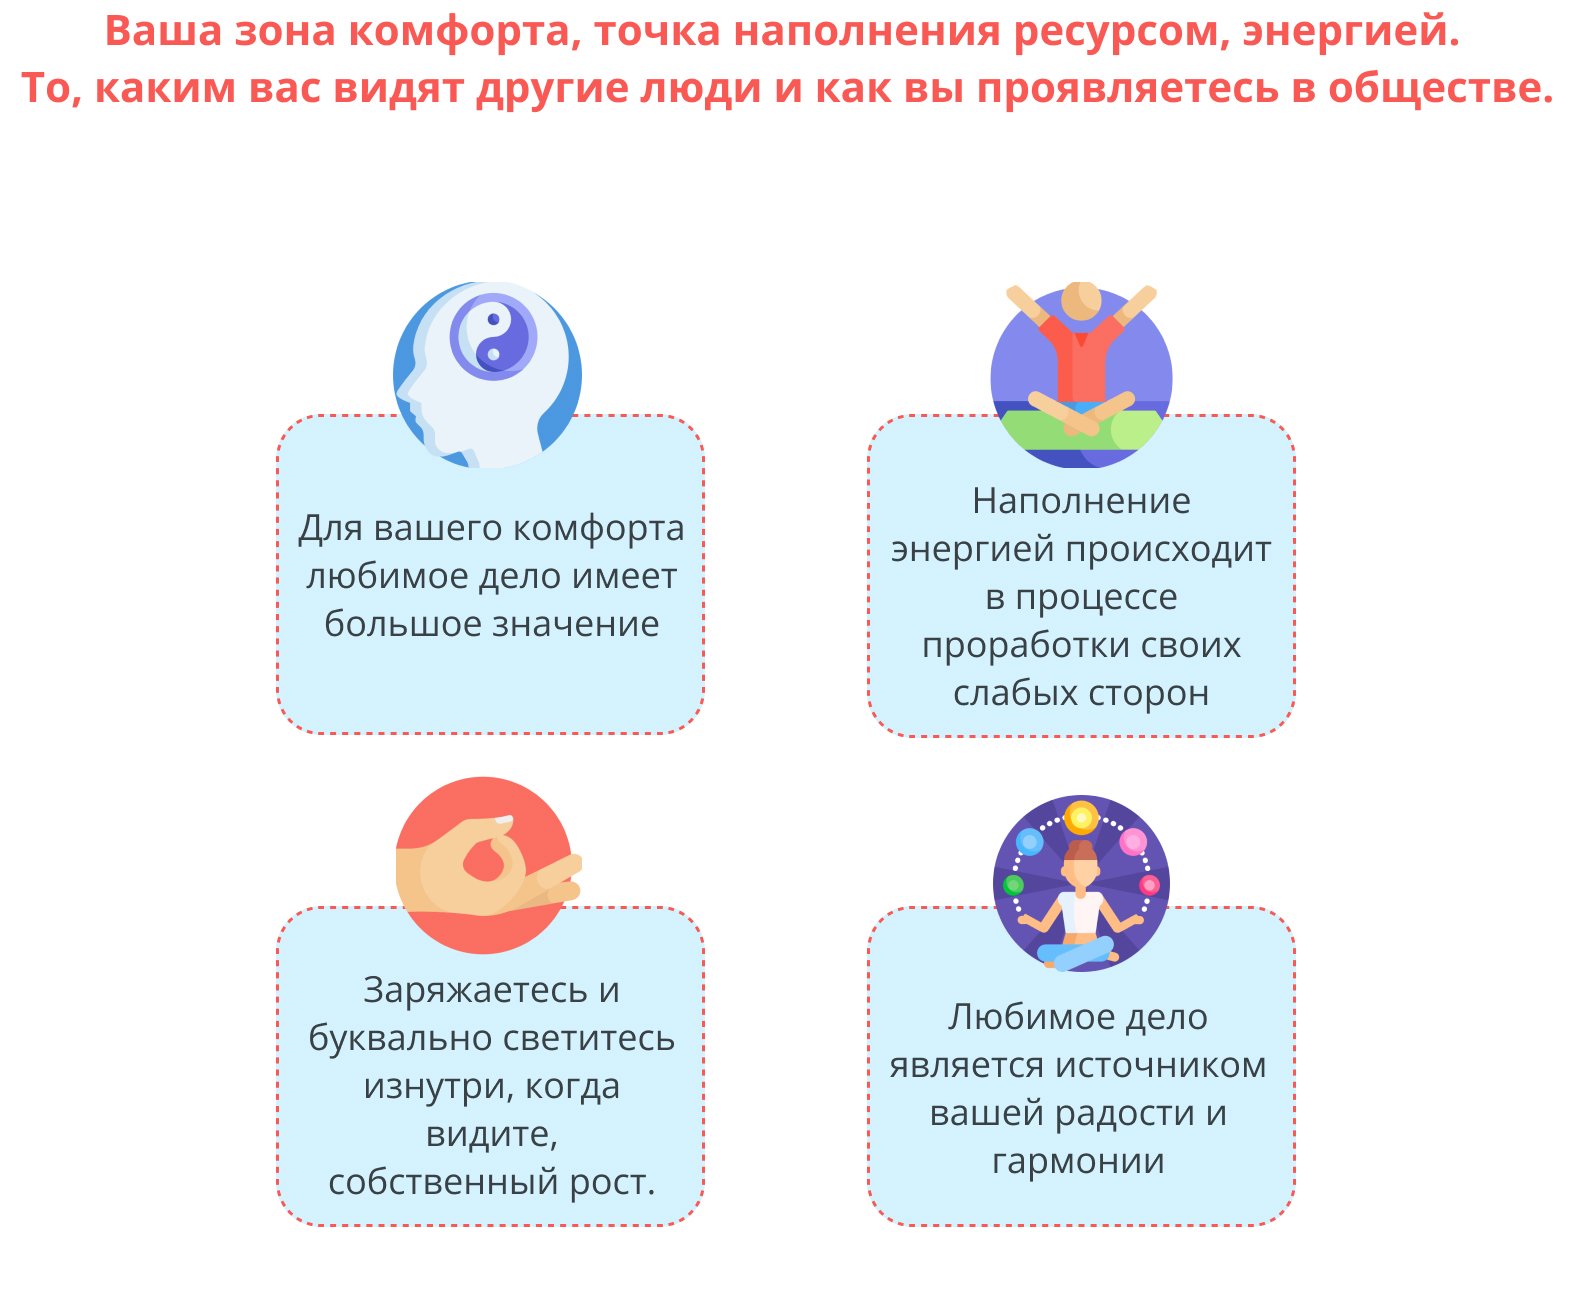 Ваша зона комфорта, точка наполнения ресурсом, энергией.
То, каким вас видят другие люди и как вы проявляетесь в обществе.
Для вашего комфорта
любимое дело имеет
большое значение
Наполнение
энергией происходит
в процессе
проработки своих
слабых сторон
Заряжаетесь и
буквально светитесь
изнутри, когда
видите,
собственный рост.
Любимое дело
является источником
вашей радости и
гармонии